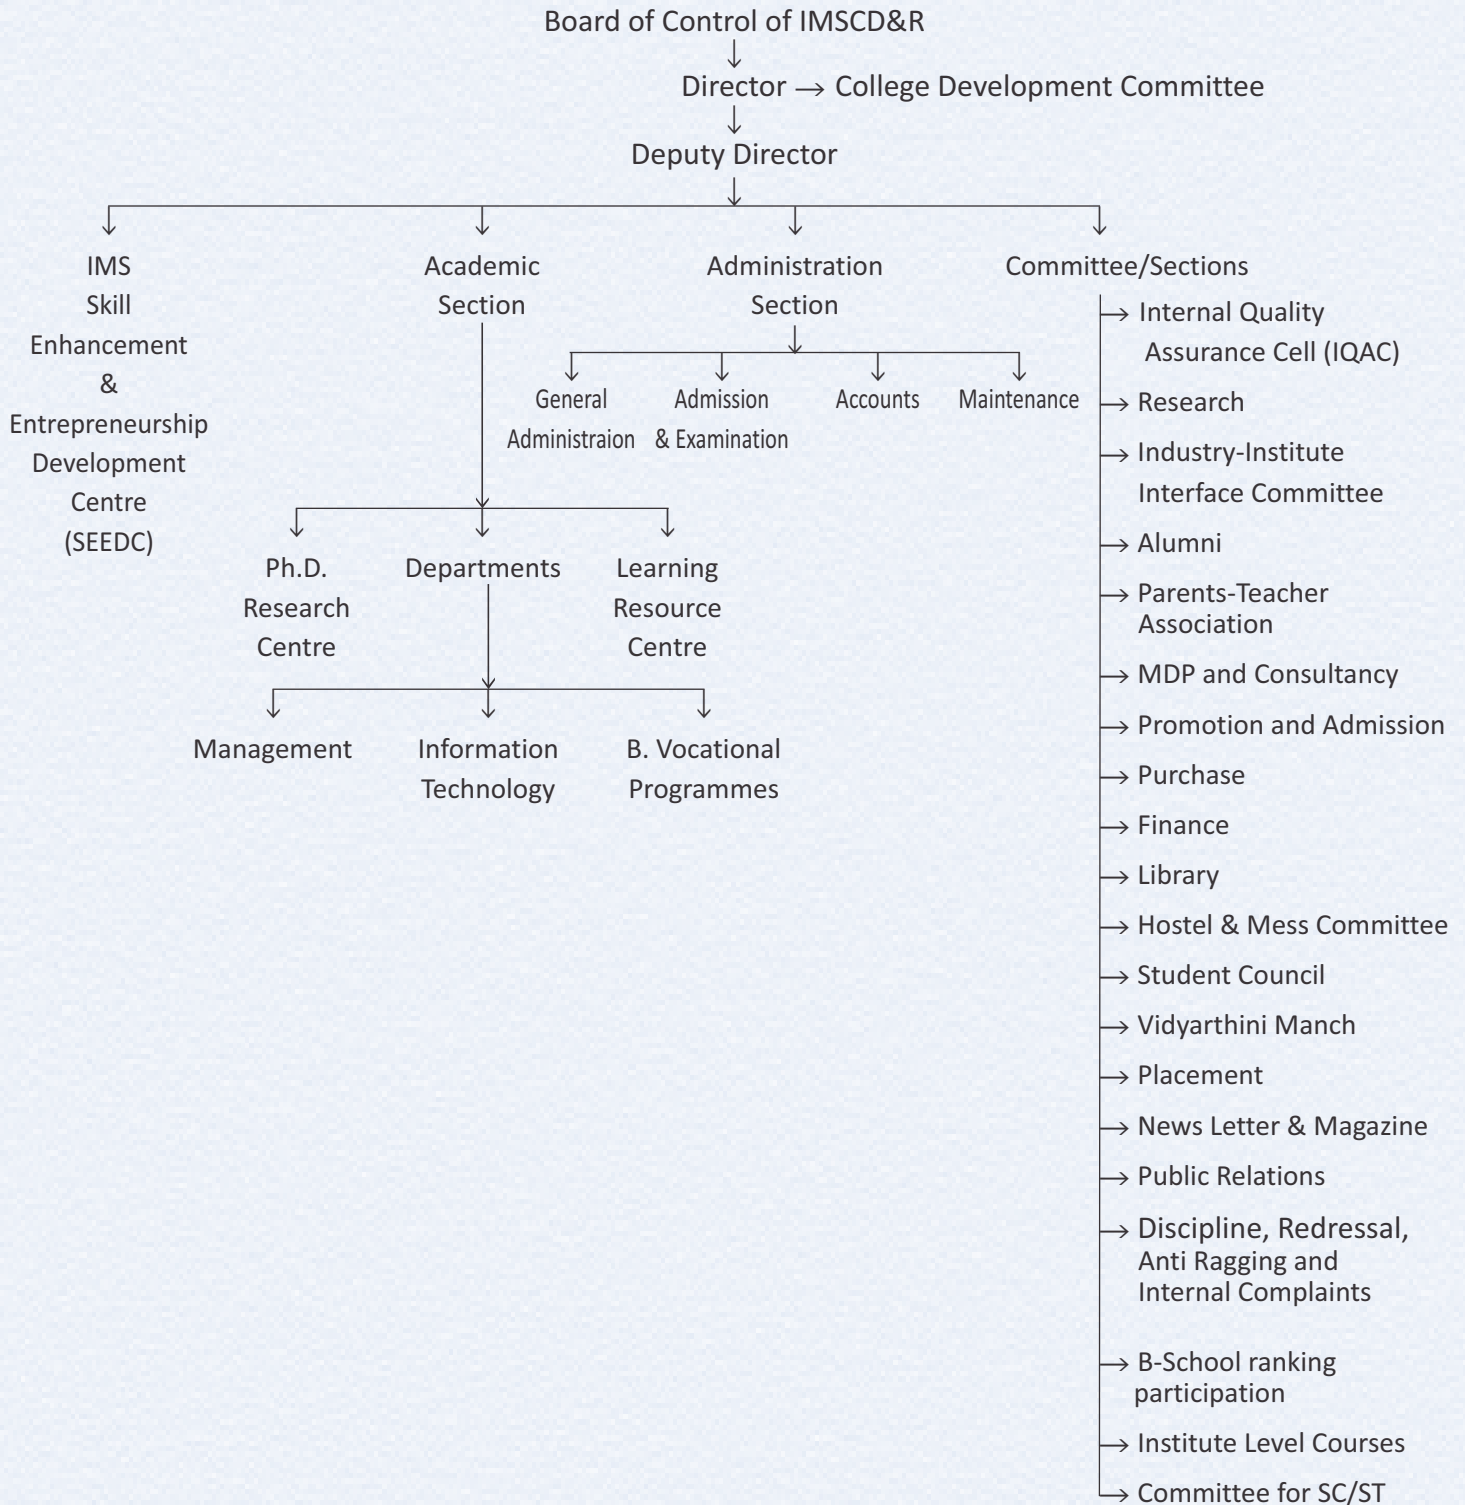 Board of Control of IMSCD&R
Director → College Development Committee
Deputy Director
IMS
Skill
Enhancement
&
Entrepreneurship
Development
Centre
(SEEDC)
Academic
Section
Administration
Section
Committee/Sections
General
Administraion
Admission
& Examination
Accounts
Maintenance
Ph.D.
Research
Centre
Departments
Learning
Resource
Centre
Management
Information
Technology
B. Vocational
Programmes
Internal Quality
Assurance Cell (IQAC)
Research
Industry-Institute
Interface Committee
Alumni
Parents-Teacher
Association
MDP and Consultancy
Promotion and Admission
Purchase
Finance
Library
Hostel & Mess Committee
Student Council
Vidyarthini Manch
Placement
News Letter & Magazine
Public Relations
Discipline, Redressal,
Anti Ragging and
Internal Complaints
B-School ranking
participation
Institute Level Courses
Committee for SC/ST